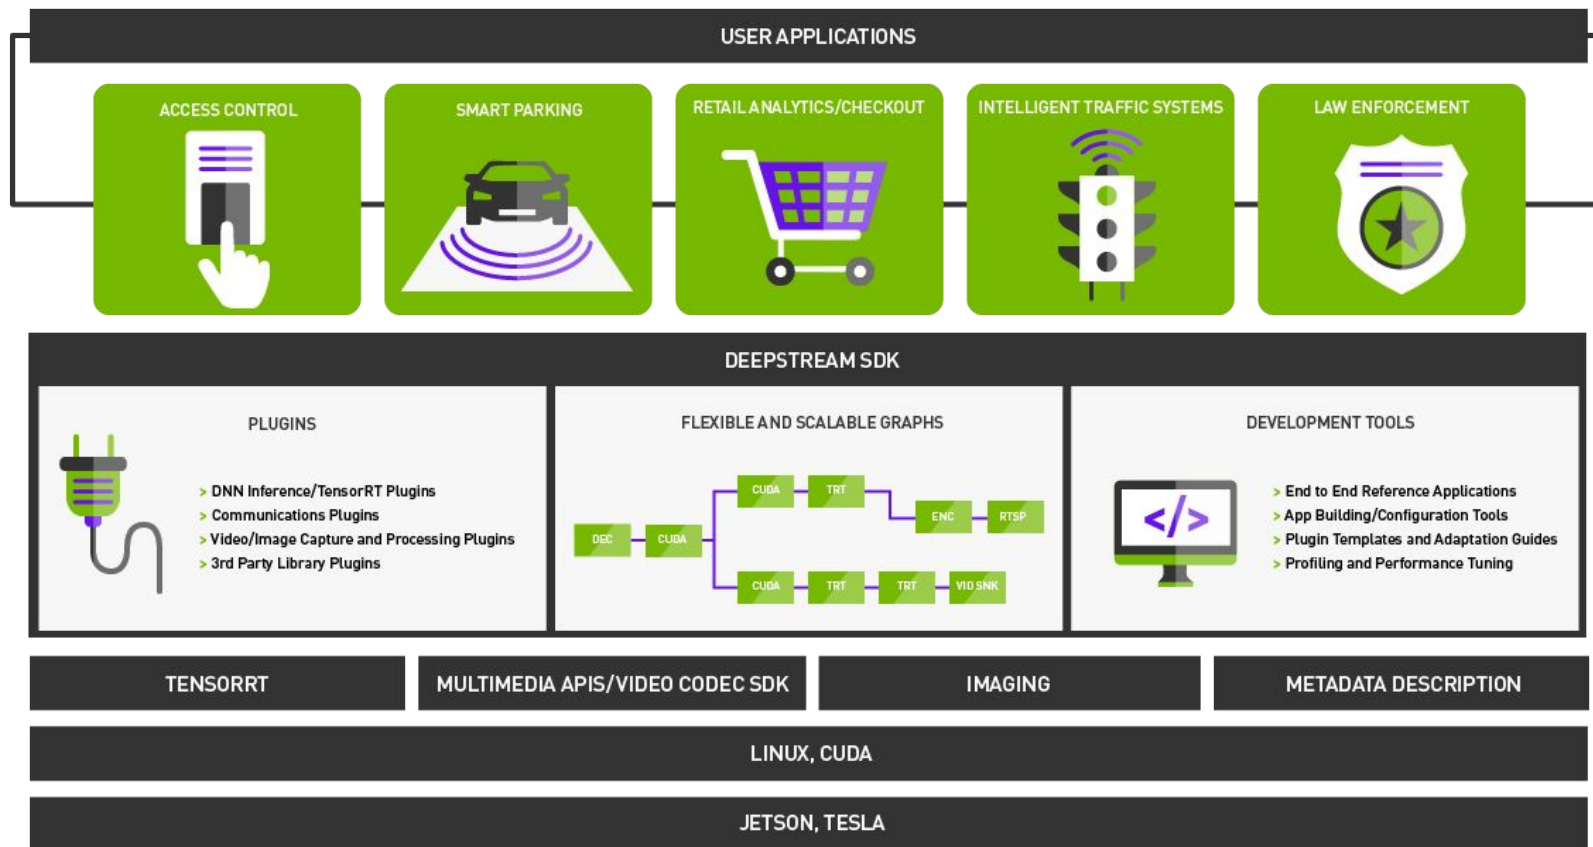 USER APPLICATIONS
ACCESS CONTROL
SMART PARKING
RETAIL ANALYTICS/CHECKOUT
INTELLIGENT TRAFFIC SYSTEMS
LAW ENFORCEMENT
DEEPSTREAM SDK
PLUGINS
> DNN Inference/TensorRT Plugins
> Communications Plugins
> Video/Image Capture and Processing Plugins
> 3rd Party Library Plugins
FLEXIBLE AND SCALABLE GRAPHS
CUDA
TRT
ENC
RTSP
DEC
CUDA
CUDA
TRT
TRT
VID SNK
DEVELOPMENT TOOLS
</>
> End to End Reference Applications
> App Building/Configuration Tools
> Plugin Templates and Adaptation Guides
> Profiling and Performance Tuning
TENSORRT
MULTIMEDIA APIS/VIDEO CODEC SDK
IMAGING
METADATA DESCRIPTION
LINUX, CUDA
JETSON, TESLA